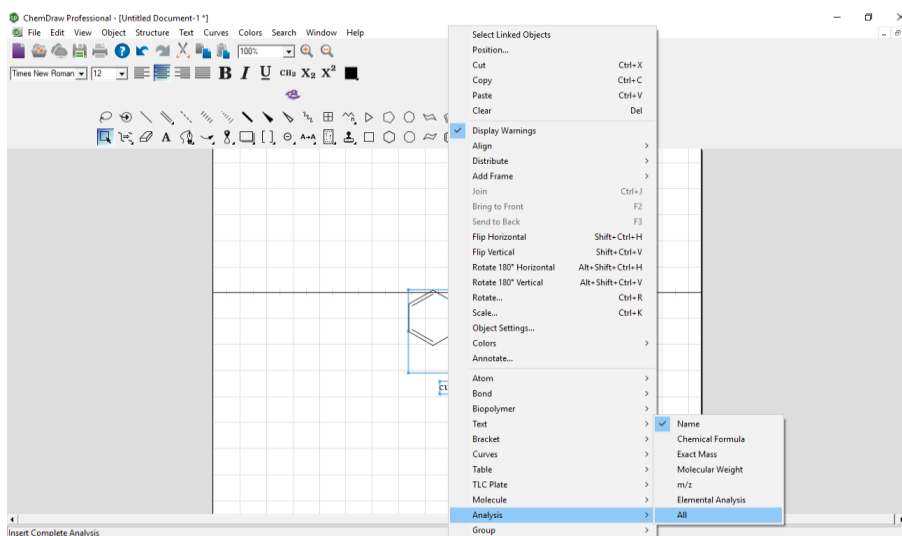 ChemDraw Professional - [Untitled Document-1 *]
File Edit View Object Structure Text Curves Colors Search Window Help
100%
Times New Roman 12 B I U CH₂ X₂ X²
A
A↔A
Select Linked Objects
Position...
Cut Ctrl+X
Copy Ctrl+C
Paste Ctrl+V
Clear Del
Display Warnings
Align
Distribute
Add Frame
Join Ctrl+J
Bring to Front F2
Send to Back F3
Flip Horizontal Shift+Ctrl+H
Flip Vertical Shift+Ctrl+V
Rotate 180° Horizontal Alt+Shift+Ctrl+H
Rotate 180° Vertical Alt+Shift+Ctrl+V
Rotate... Ctrl+R
Scale... Ctrl+K
Object Settings...
Colors
Annotate...
Atom
Bond
Biopolymer
Text
Bracket
Curves
Table
TLC Plate
Molecule
Analysis
Group
Name
Chemical Formula
Exact Mass
Molecular Weight
m/z
Elemental Analysis
All
cu
Insert Complete Analysis